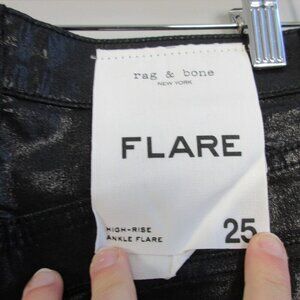 rag & bone
NEW YORK
FLARE
HIGH-RISE
ANKLE FLARE
25